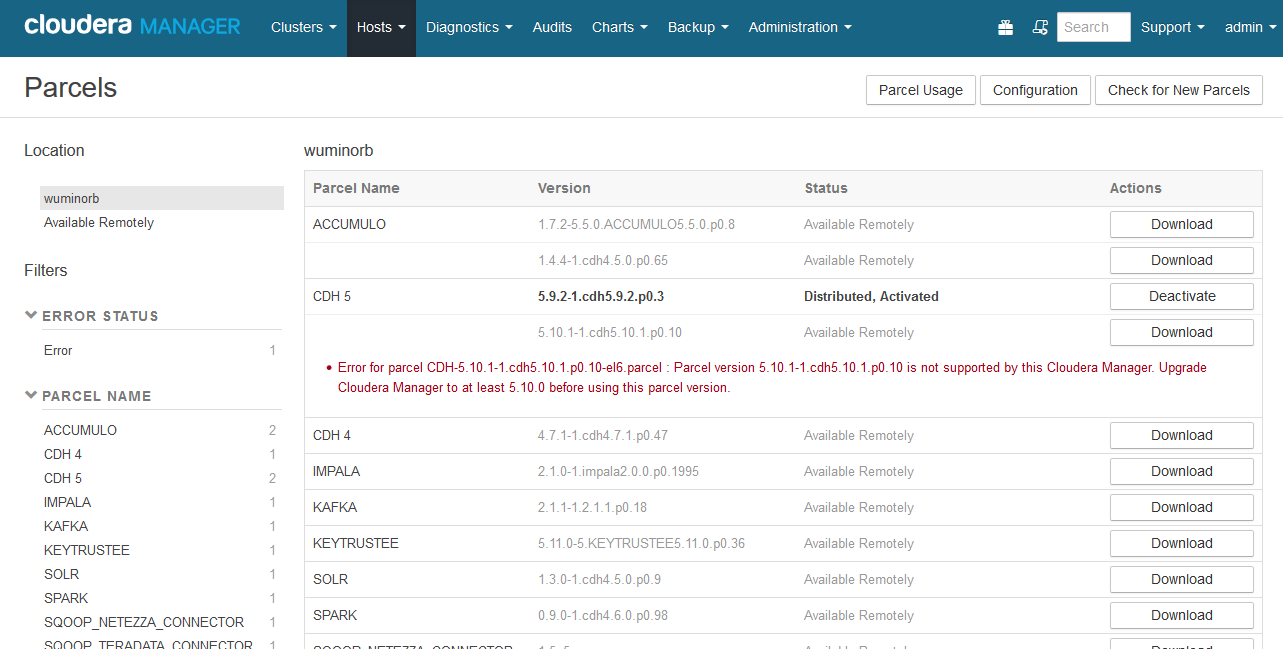 cloudera MANAGER Clusters Hosts Diagnostics Audits Charts Backup Administration Search Support admin
Parcels
Parcel Usage Configuration Check for New Parcels
Location
wuminorb
Available Remotely
Filters
ERROR STATUS
Error 1
PARCEL NAME
ACCUMULO 2
CDH 4 1
CDH 5 2
IMPALA 1
KAFKA 1
KEYTRUSTEE 1
SOLR 1
SPARK 1
SQOOP_NETEZZA_CONNECTOR 1
SQOOP_TERADATA_CONNECTOR 1
wuminorb
Parcel Name Version Status Actions
ACCUMULO 1.7.2-5.5.0.ACCUMULO5.5.0.p0.8 Available Remotely Download
1.4.4-1.cdh4.5.0.p0.65 Available Remotely Download
CDH 5 5.9.2-1.cdh5.9.2.p0.3 Distributed, Activated Deactivate
5.10.1-1.cdh5.10.1.p0.10 Available Remotely Download
• Error for parcel CDH-5.10.1-1.cdh5.10.1.p0.10-el6.parcel : Parcel version 5.10.1-1.cdh5.10.1.p0.10 is not supported by this Cloudera Manager. Upgrade
Cloudera Manager to at least 5.10.0 before using this parcel version.
CDH 4 4.7.1-1.cdh4.7.1.p0.47 Available Remotely Download
IMPALA 2.1.0-1.impala2.0.0.p0.1995 Available Remotely Download
KAFKA 2.1.1-1.2.1.1.p0.18 Available Remotely Download
KEYTRUSTEE 5.11.0-5.KEYTRUSTEE5.11.0.p0.36 Available Remotely Download
SOLR 1.3.0-1.cdh4.5.0.p0.9 Available Remotely Download
SPARK 0.9.0-1.cdh4.6.0.p0.98 Available Remotely Download
SQOOP_NETEZZA_CONNECTOR Available Remotely Download